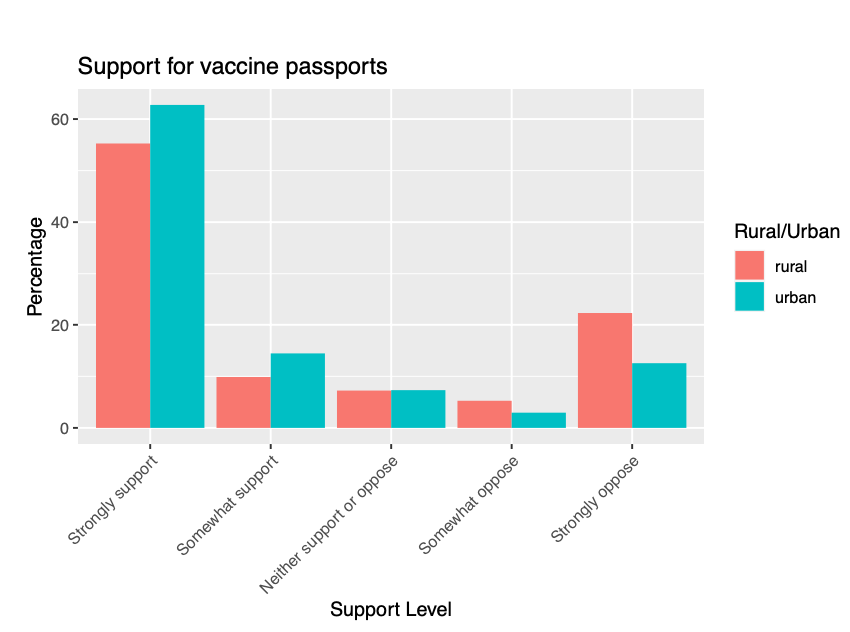 Support for vaccine passports
Percentage
60
40
20
0
Strongly support
Somewhat support
Neither support or oppose
Somewhat oppose
Strongly oppose
Support Level
Rural/Urban
rural
urban